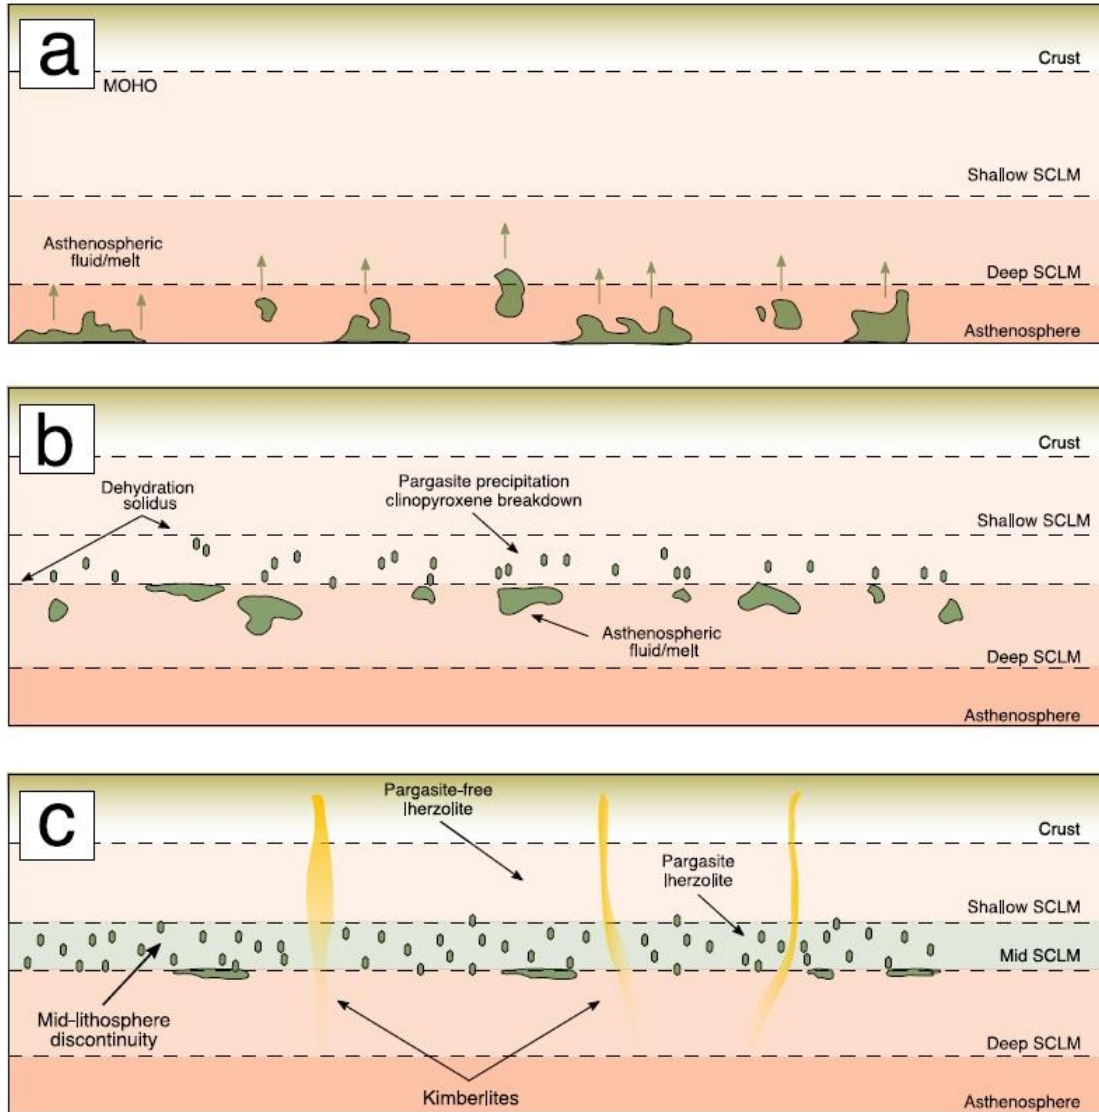 a
Crust
MOHO
Shallow SCLM
Asthenospheric
fluid/melt
Deep SCLM
Asthenosphere
b
Crust
Dehydration
solidus
Pargasite precipitation
clinopyroxene breakdown
Shallow SCLM
Asthenospheric
fluid/melt
Deep SCLM
Asthenosphere
c
Pargasite-free
lherzolite
Crust
Pargasite
lherzolite
Shallow SCLM
Mid SCLM
Mid-lithosphere
discontinuity
Deep SCLM
Kimberlites
Asthenosphere